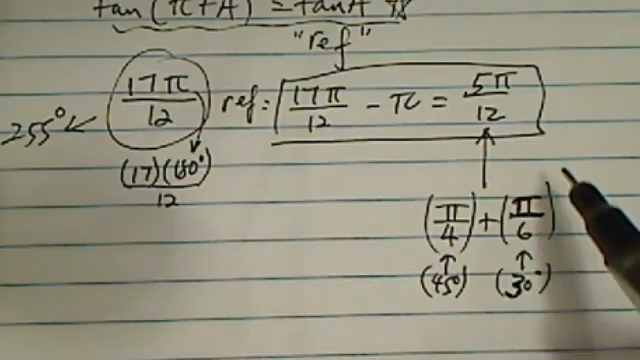 tan(π+A) = tanA
"ref"
255° ← 17π/12 ref: 17π/12 - π = 5π/12
(17)(180°)/12
(π/4)+(π/6)
(45°) (30°)